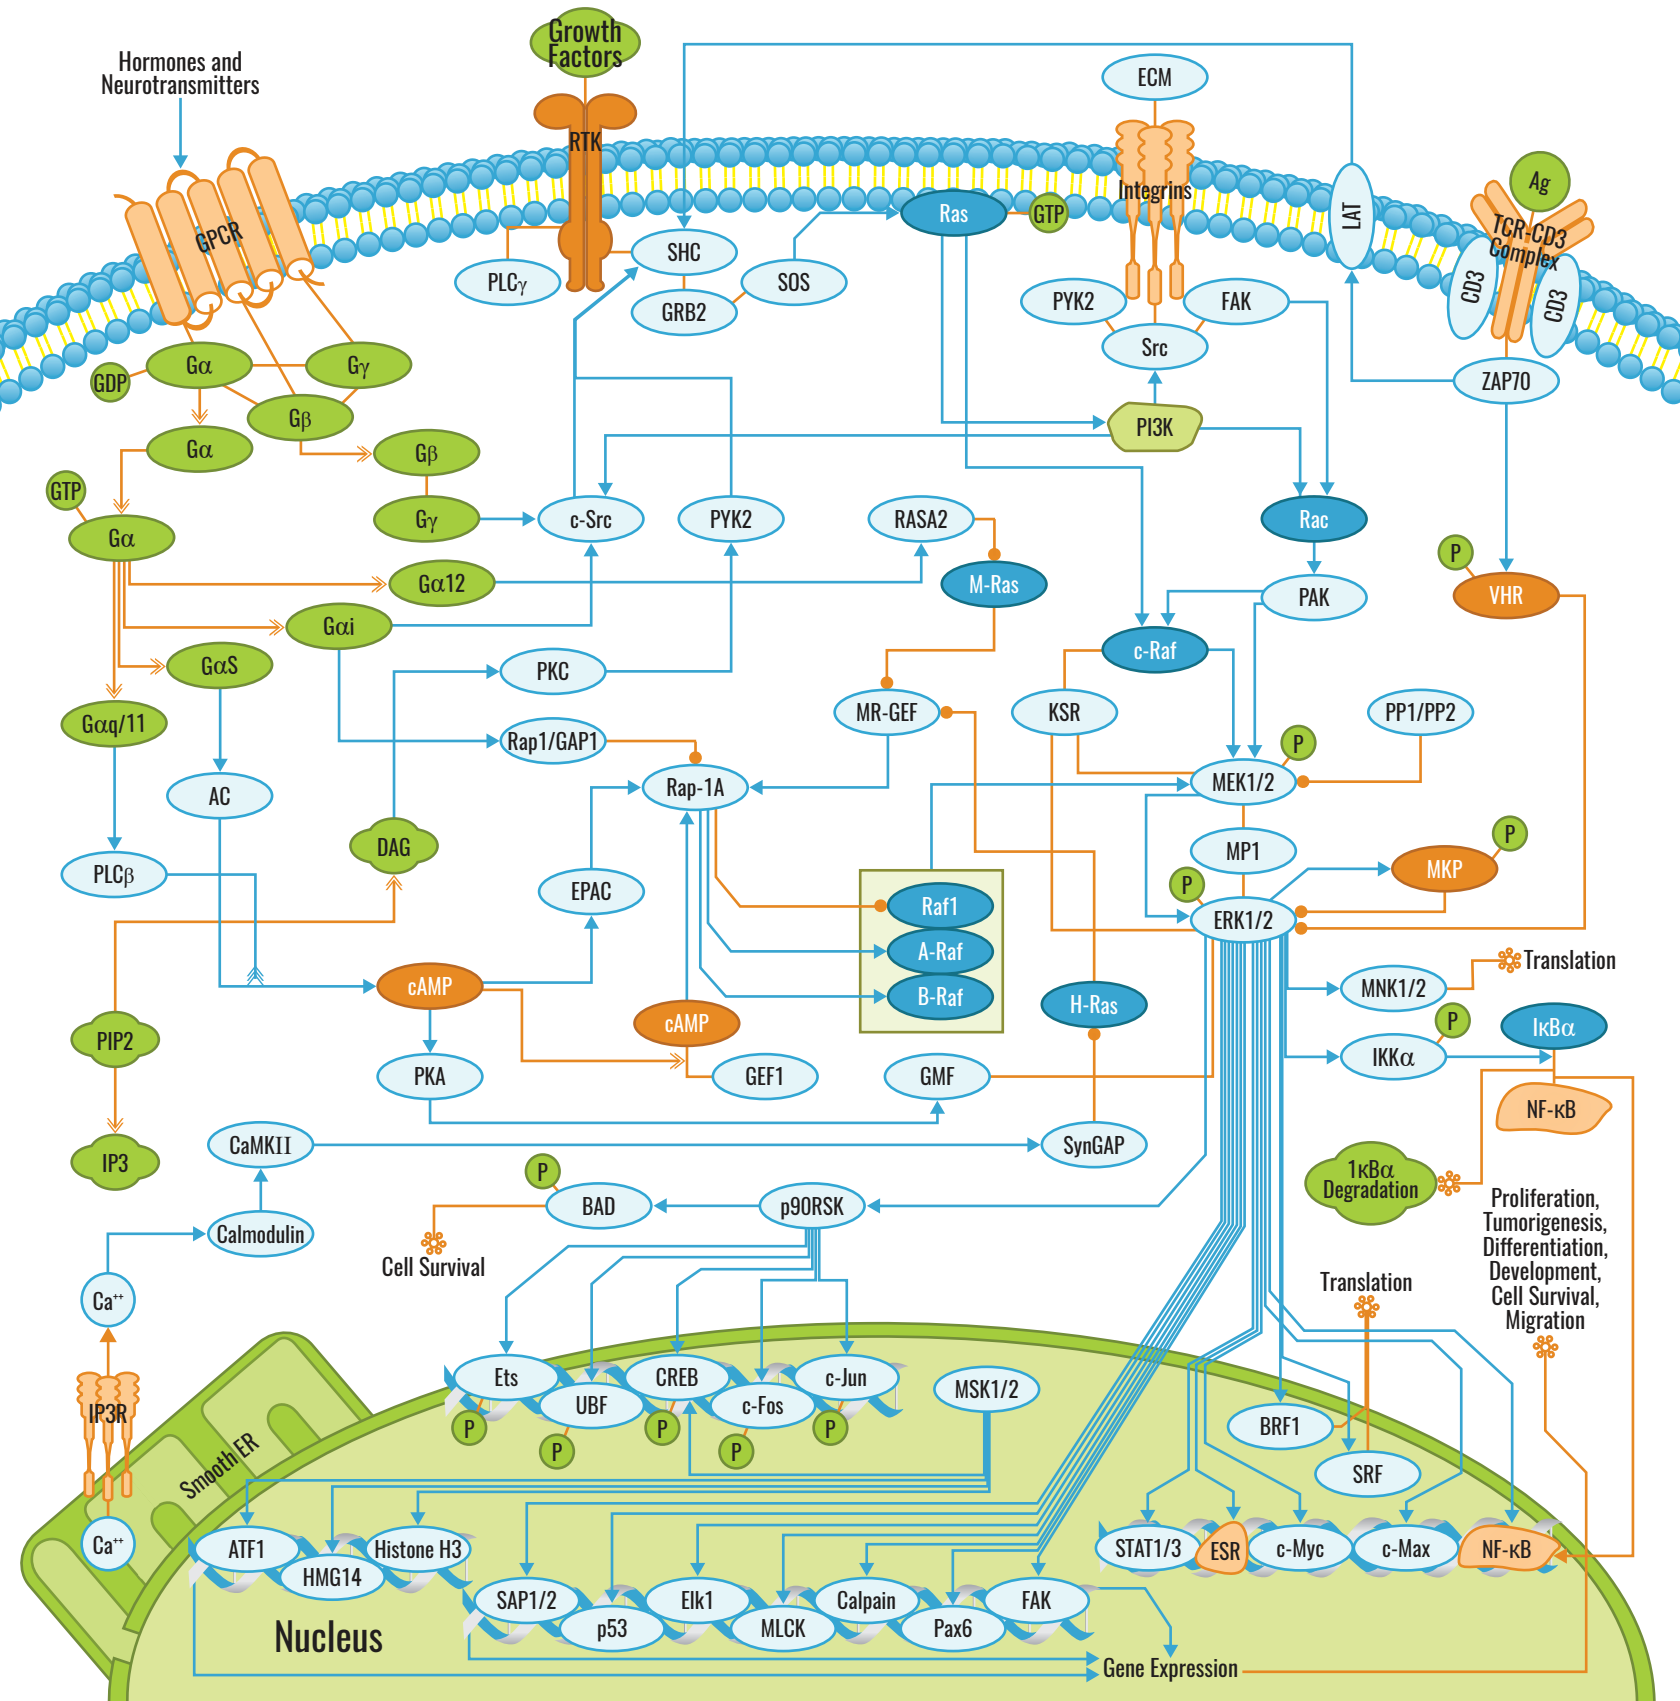 Growth
Factors
Hormones and
Neurotransmitters
ECM
RTK
Integrins
Ag
GPCR
Ras
GTP
LAT
TCR-CD3
Complex
CD3
CD3
SHC
PLCγ
SOS
GRB2
PYK2
FAK
Src
Gα
Gγ
GDP
Gβ
ZAP70
PI3K
Gα
Gβ
GTP
Gγ
c-Src
PYK2
RASA2
Rac
Gα
P
Gα12
M-Ras
PAK
VHR
Gαi
GαS
PKC
c-Raf
Gαq/11
MR-GEF
KSR
PP1/PP2
Rap1/GAP1
P
AC
Rap-1A
MEK1/2
DAG
MP1
P
PLCβ
EPAC
P
MKP
Raf1
ERK1/2
A-Raf
Translation
cAMP
B-Raf
MNK1/2
H-Ras
cAMP
P
IκBα
PIP2
IKKα
PKA
GEF1
GMF
NF-κB
CaMKII
SynGAP
IP3
P
1κBα
Degradation
BAD
p90RSK
Proliferation,
Tumorigenesis,
Differentiation,
Development,
Cell Survival,
Migration
Calmodulin
Cell Survival
Translation
Ca++
Ets
CREB
c-Jun
MSK1/2
UBF
c-Fos
IP3R
P
P
P
P
P
BRF1
Smooth ER
SRF
Ca++
ATF1
Histone H3
HMG14
STAT1/3
ESR
c-Myc
c-Max
NF-κB
SAP1/2
Elk1
Calpain
FAK
p53
MLCK
Pax6
Nucleus
Gene Expression